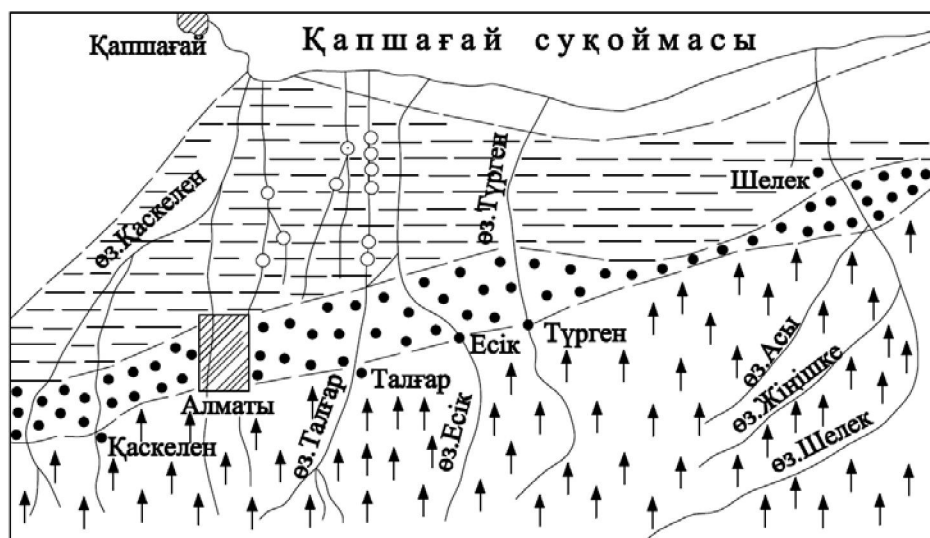 Қапшағай
Қапшағай суқоймасы
өз.Қаскелен
өз.Түрген
Шелек
Есік
Түрген
Талғар
Алматы
Қаскелен
өз.Талғар
өз.Есік
өз.Асы
өз.Жіңішке
өз.Шелек